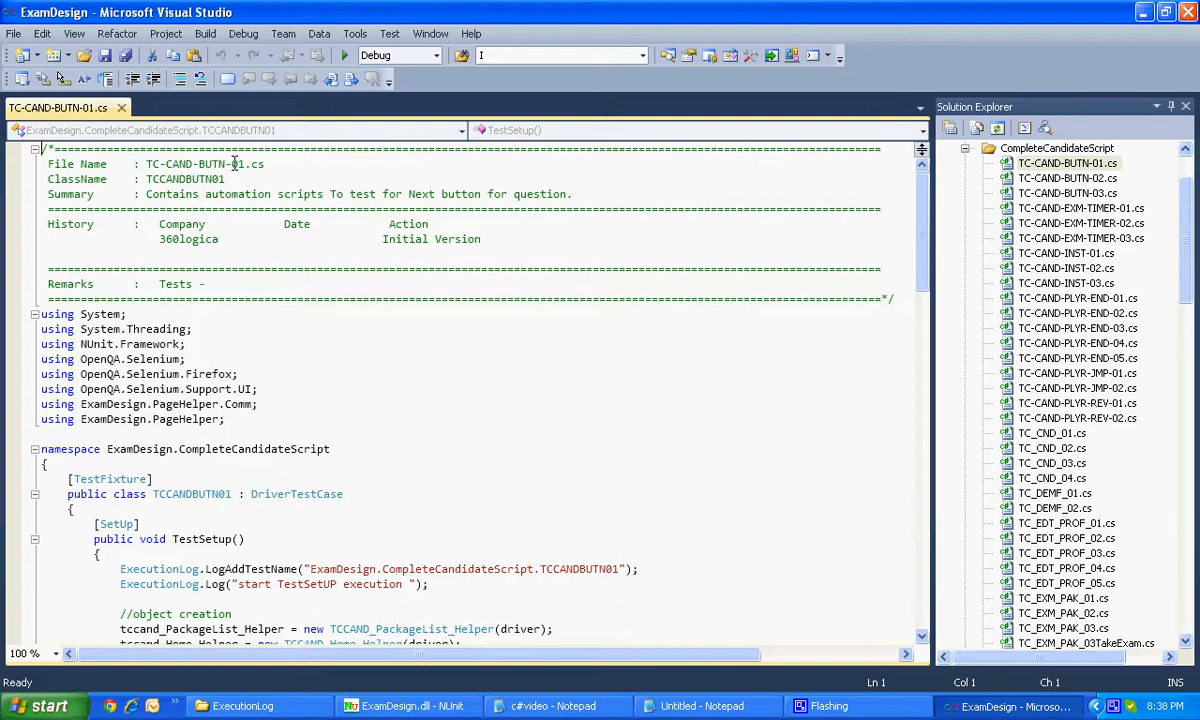 ExamDesign - Microsoft Visual Studio
File Edit View Refactor Project Build Debug Team Data Tools Test Window Help
Debug I
TC-CAND-BUTN-01.cs
ExamDesign.CompleteCandidateScript.TCCANDBUTN01 TestSetup()
/*==============================================================================
File Name : TC-CAND-BUTN-01.cs
ClassName : TCCANDBUTN01
Summary : Contains automation scripts To test for Next button for question.
==============================================================================
History : Company Date Action
360logica Initial Version
==============================================================================
Remarks : Tests -
==============================================================================*/
using System;
using System.Threading;
using NUnit.Framework;
using OpenQA.Selenium;
using OpenQA.Selenium.Firefox;
using OpenQA.Selenium.Support.UI;
using ExamDesign.PageHelper.Comm;
using ExamDesign.PageHelper;
namespace ExamDesign.CompleteCandidateScript
{
[TestFixture]
public class TCCANDBUTN01 : DriverTestCase
{
[SetUp]
public void TestSetup()
{
ExecutionLog.LogAddTestName("ExamDesign.CompleteCandidateScript.TCCANDBUTN01");
ExecutionLog.Log("start TestSetUP execution ");
//object creation
tccand_PackageList_Helper = new TCCAND_PackageList_Helper(driver);
tccand_Home_Helper = new TCCAND_Home_Helper(driver);
100 %
Solution Explorer
CompleteCandidateScript
TC-CAND-BUTN-01.cs
TC-CAND-BUTN-02.cs
TC-CAND-BUTN-03.cs
TC-CAND-EXM-TIMER-01.cs
TC-CAND-EXM-TIMER-02.cs
TC-CAND-EXM-TIMER-03.cs
TC-CAND-INST-01.cs
TC-CAND-INST-02.cs
TC-CAND-INST-03.cs
TC-CAND-PLYR-END-01.cs
TC-CAND-PLYR-END-02.cs
TC-CAND-PLYR-END-03.cs
TC-CAND-PLYR-END-04.cs
TC-CAND-PLYR-END-05.cs
TC-CAND-PLYR-JMP-01.cs
TC-CAND-PLYR-JMP-02.cs
TC-CAND-PLYR-REV-01.cs
TC-CAND-PLYR-REV-02.cs
TC_CND_01.cs
TC_CND_02.cs
TC_CND_03.cs
TC_CND_04.cs
TC_DEMF_01.cs
TC_DEMF_02.cs
TC_EDT_PROF_01.cs
TC_EDT_PROF_02.cs
TC_EDT_PROF_03.cs
TC_EDT_PROF_04.cs
TC_EDT_PROF_05.cs
TC_EXM_PAK_01.cs
TC_EXM_PAK_02.cs
TC_EXM_PAK_03.cs
TC_EXM_PAK_03TakeExam.cs
Ready Ln 1 Col 1 Ch 1 INS
start ExecutionLog ExamDesign.dll - NUnit c#video - Notepad Untitled - Notepad Flashing ExamDesign - Microso... 8:38 PM